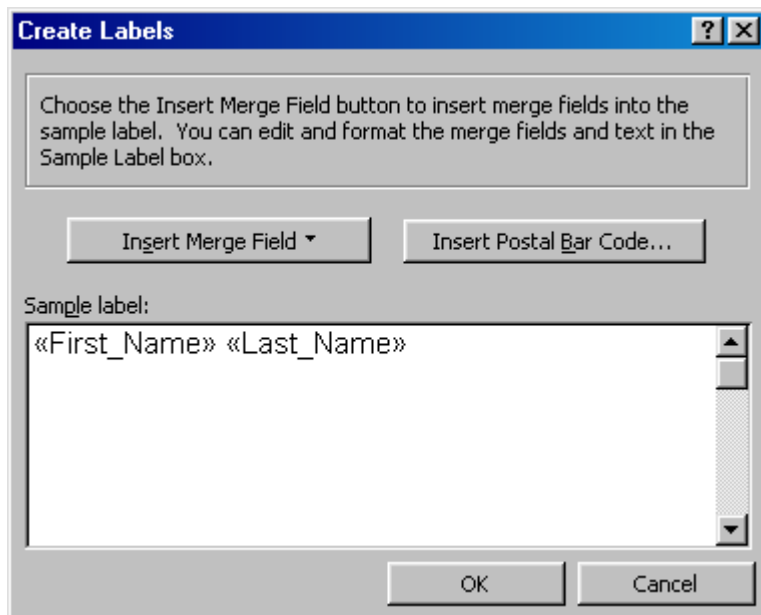 Create Labels
Choose the Insert Merge Field button to insert merge fields into the
sample label.  You can edit and format the merge fields and text in the
Sample Label box.
Insert Merge Field
Insert Postal Bar Code...
Sample label:
«First_Name» «Last_Name»
OK
Cancel